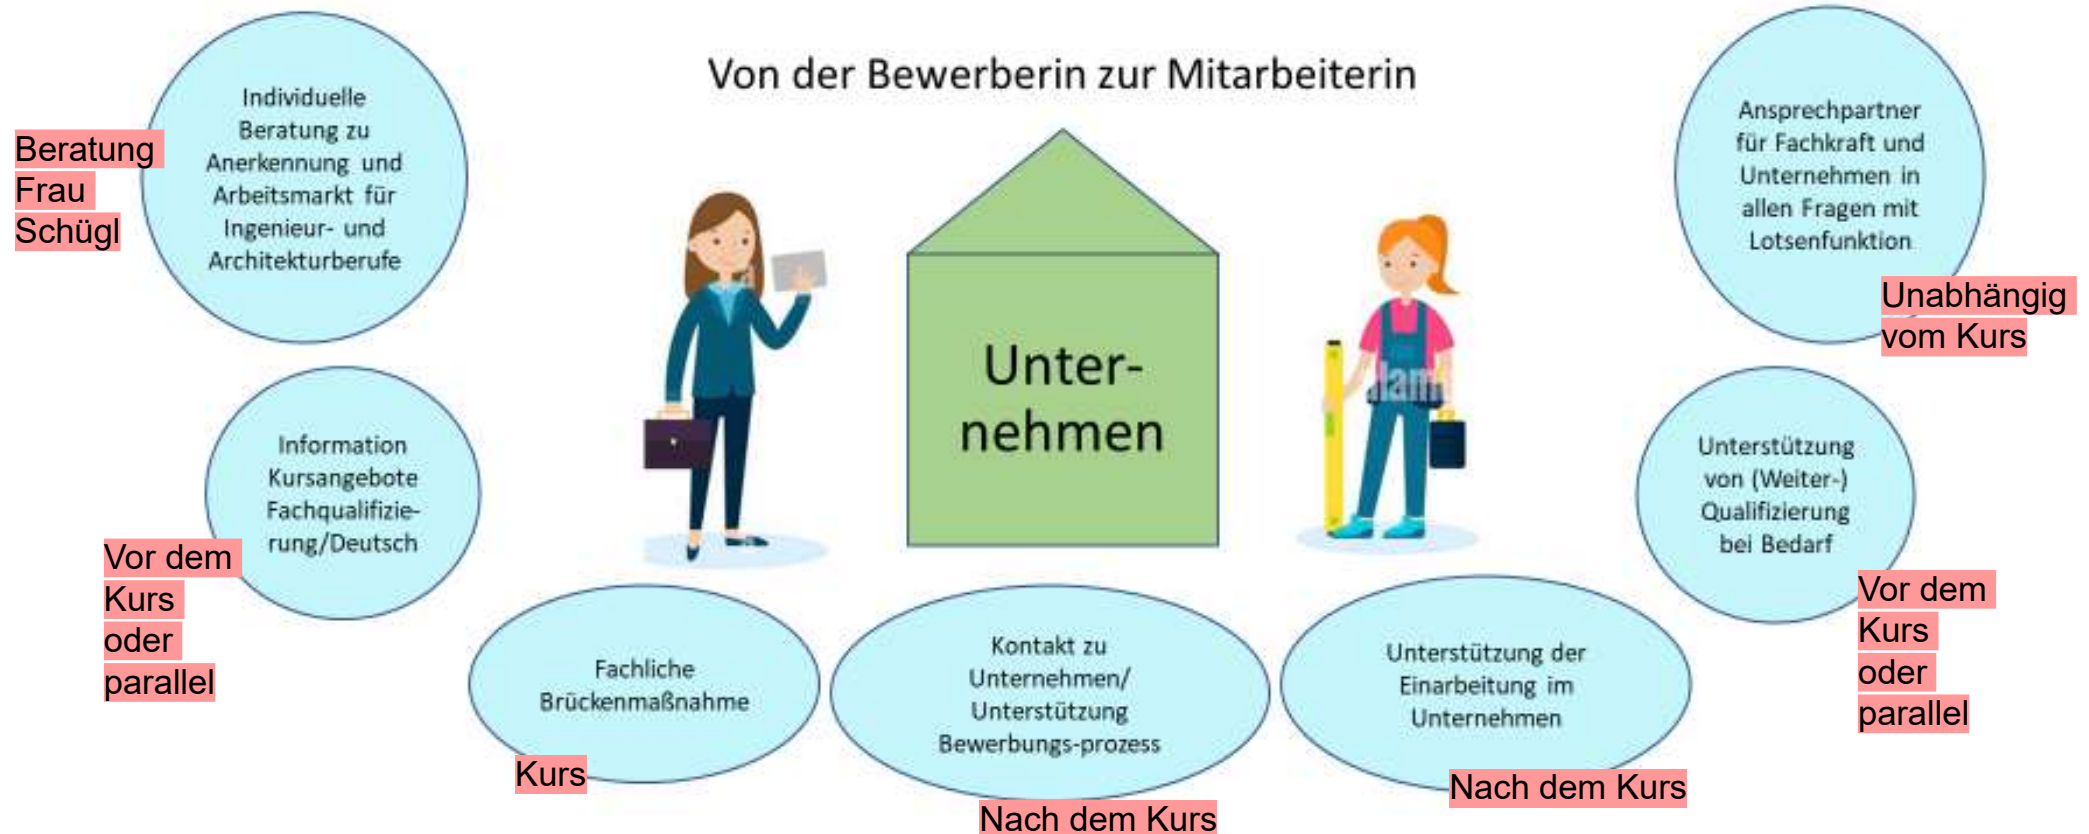 Von der Bewerberin zur Mitarbeiterin
Individuelle
Beratung zu
Anerkennung und
Arbeitsmarkt für
Ingenieur- und
Architekturberufe
Beratung
Frau
Schügl
Information
Kursangebote
Fachqualifizie-
rung/Deutsch
Vor dem
Kurs
oder
parallel
Fachliche
Brückenmaßnahme
Kurs
Unter-
nehmen
Kontakt zu
Unternehmen/
Unterstützung
Bewerbungs-prozess
Nach dem Kurs
Unterstützung der
Einarbeitung im
Unternehmen
Nach dem Kurs
Unterstützung
von (Weiter-)
Qualifizierung
bei Bedarf
Vor dem
Kurs
oder
parallel
Ansprechpartner
für Fachkraft und
Unternehmen in
allen Fragen mit
Lotsenfunktion
Unabhängig
vom Kurs